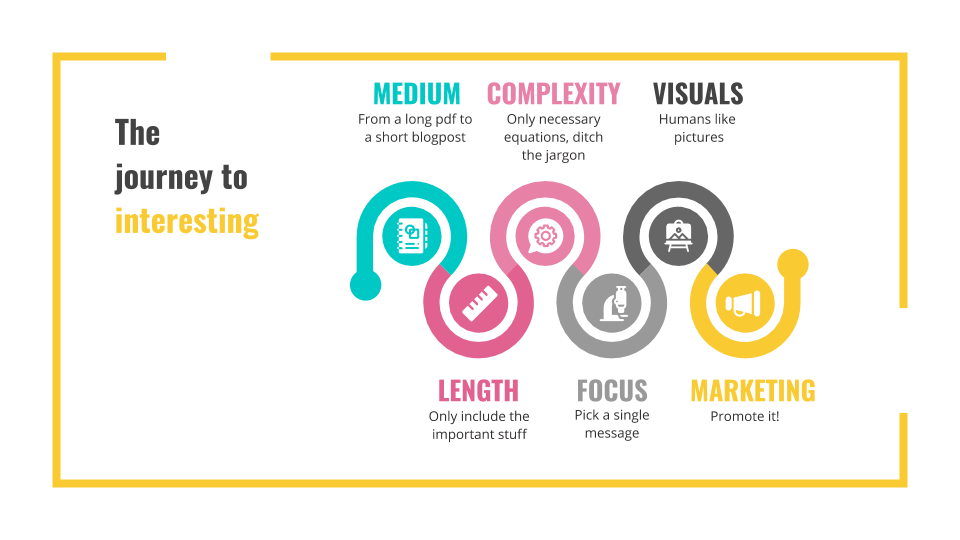 The
journey to
interesting
MEDIUM
From a long pdf to
a short blogpost
COMPLEXITY
Only necessary
equations, ditch
the jargon
VISUALS
Humans like
pictures
LENGTH
Only include the
important stuff
FOCUS
Pick a single
message
MARKETING
Promote it!